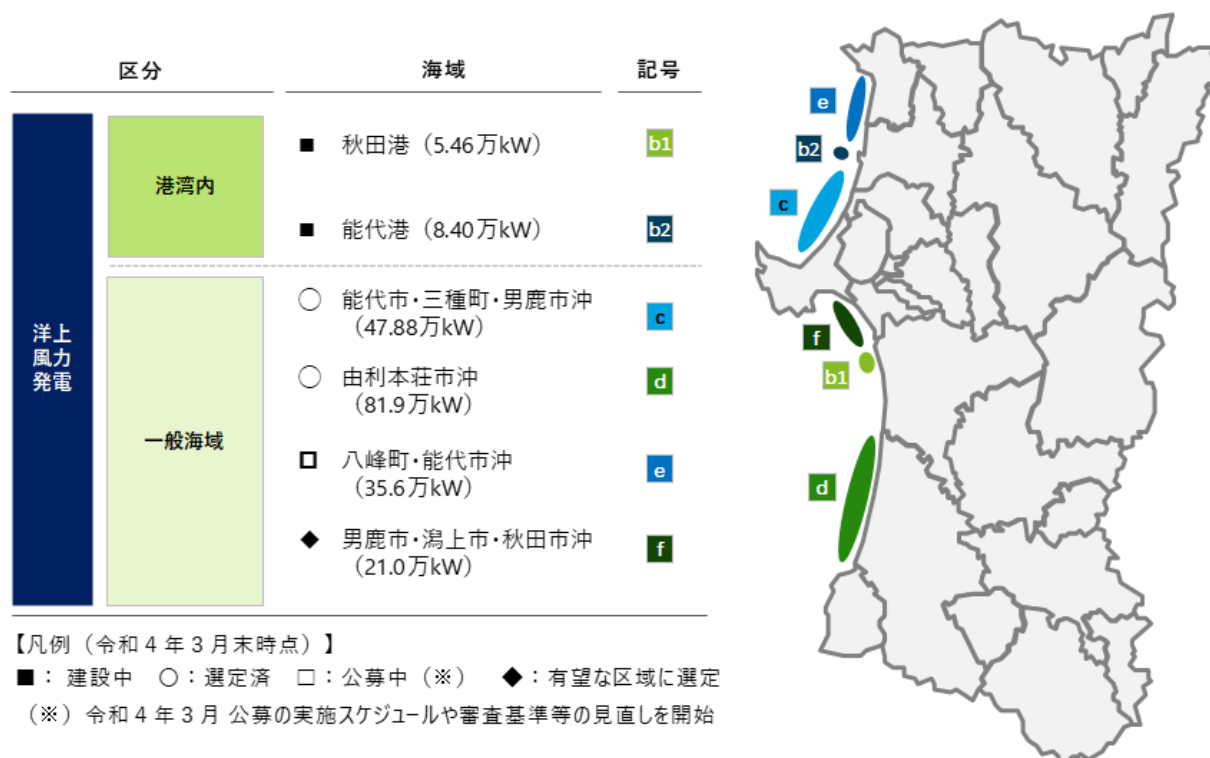 区分 海域 記号
洋上
風力
発電
港湾内
■ 秋田港（5.46万kW） b1
■ 能代港（8.40万kW） b2
一般海域
○ 能代市・三種町・男鹿市沖
（47.88万kW） c
○ 由利本荘市沖
（81.9万kW） d
□ 八峰町・能代市沖
（35.6万kW） e
◆ 男鹿市・潟上市・秋田市沖
（21.0万kW） f
【凡例（令和４年３月末時点）】
■： 建設中 ○：選定済 □：公募中（※） ◆：有望な区域に選定
（※）令和４年３月 公募の実施スケジュールや審査基準等の見直しを開始
e
b2
c
f
b1
d